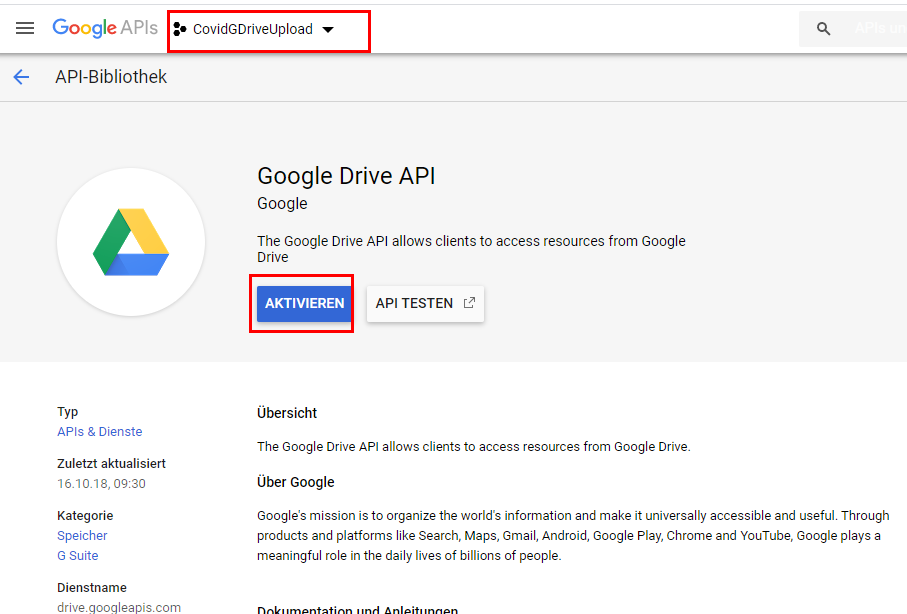 Google APIs
CovidGDriveUpload
APIs un
API-Bibliothek
Google Drive API
Google
The Google Drive API allows clients to access resources from Google
Drive
AKTIVIEREN
API TESTEN
Typ
APIs & Dienste
Zuletzt aktualisiert
16.10.18, 09:30
Kategorie
Speicher
G Suite
Dienstname
drive.googleapis.com
Übersicht
The Google Drive API allows clients to access resources from Google Drive.
Über Google
Google's mission is to organize the world's information and make it universally accessible and useful. Through
products and platforms like Search, Maps, Gmail, Android, Google Play, Chrome and YouTube, Google plays a
meaningful role in the daily lives of billions of people.
Dokumentation und Anleitungen